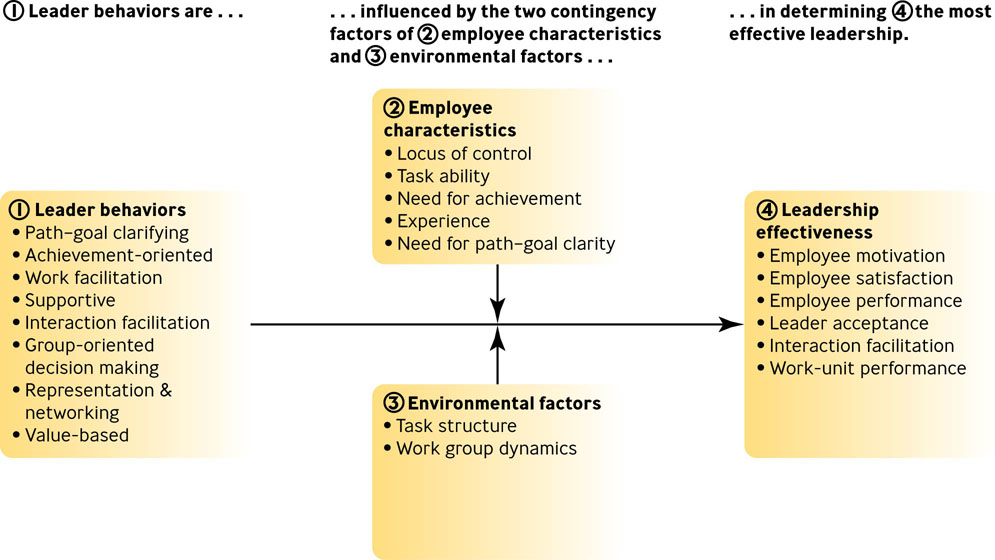 ① Leader behaviors are . . .
. . . influenced by the two contingency
factors of ② employee characteristics
and ③ environmental factors . . .
. . . in determining ④ the most
effective leadership.
① Leader behaviors
• Path–goal clarifying
• Achievement-oriented
• Work facilitation
• Supportive
• Interaction facilitation
• Group-oriented
decision making
• Representation &
networking
• Value-based
② Employee
characteristics
• Locus of control
• Task ability
• Need for achievement
• Experience
• Need for path–goal clarity
③ Environmental factors
• Task structure
• Work group dynamics
④ Leadership
effectiveness
• Employee motivation
• Employee satisfaction
• Employee performance
• Leader acceptance
• Interaction facilitation
• Work-unit performance